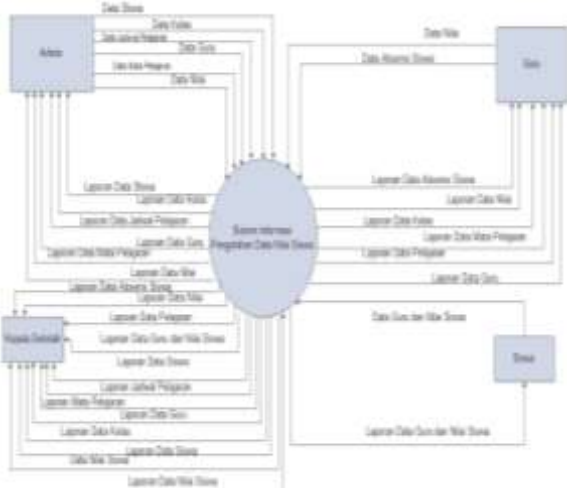 Data Siswa
Data Kelas
Data Jadwal Pelajaran
Data Guru
Data Mata Pelajaran
Data Nilai
Admin
Data Nilai
Data Absensi Siswa
Guru
Laporan Data Siswa
Laporan Data Kelas
Laporan Data Jadwal Pelajaran
Laporan Data Guru
Laporan Data Mata Pelajaran
Laporan Data Nilai
Sistem Informasi
Pengolahan Data Nilai Siswa
Laporan Data Absensi Siswa
Laporan Data Nilai
Laporan Data Kelas
Laporan Data Mata Pelajaran
Laporan Data Pelajaran
Laporan Data Guru
Laporan Data Absensi Siswa
Laporan Data Nilai
Laporan Data Pelajaran
Laporan Data Guru dan Nilai Siswa
Laporan Data Siswa
Kepala Sekolah
Laporan Jadwal Pelajaran
Laporan Mata Pelajaran
Laporan Data Guru
Laporan Data Kelas
Laporan Data Siswa
Data Nilai Siswa
Laporan Data Nilai Siswa
Data Guru dan Nilai Siswa
Siswa
Laporan Data Guru dan Nilai Siswa